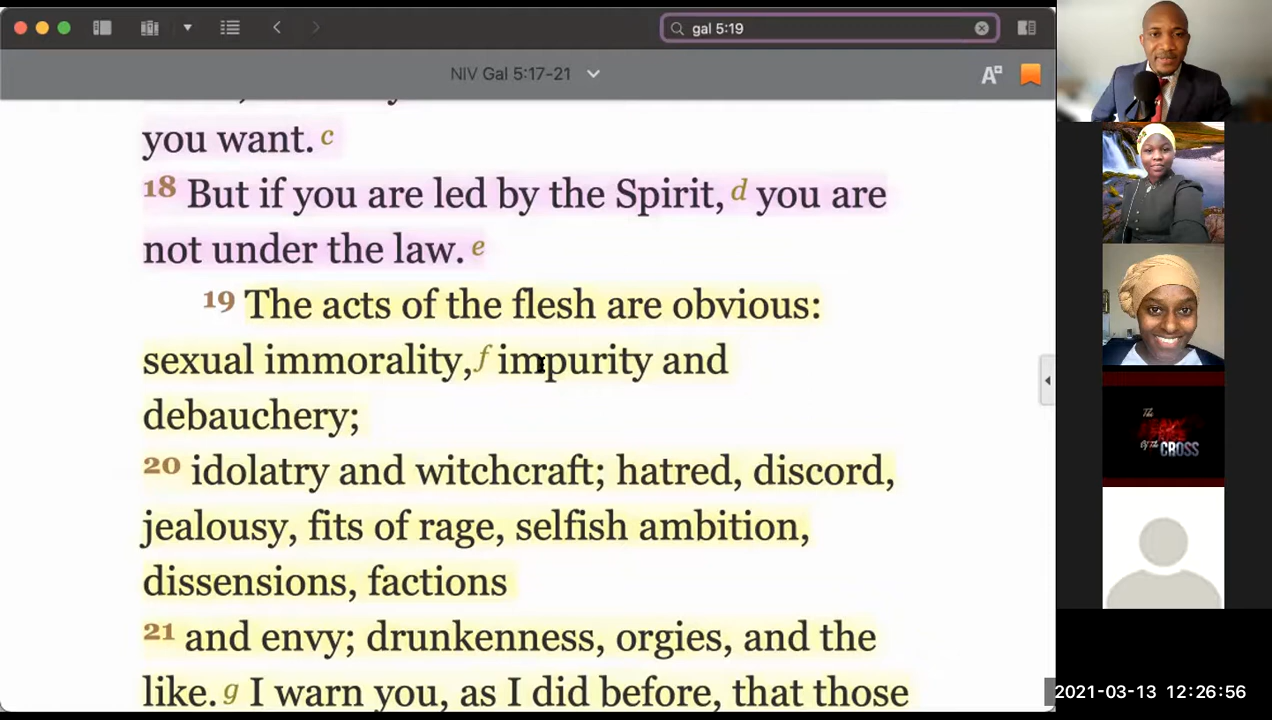 gal 5:19
NIV Gal 5:17-21
you want. c
18 But if you are led by the Spirit, d you are
not under the law. e
19 The acts of the flesh are obvious:
sexual immorality, f impurity and
debauchery;
20 idolatry and witchcraft; hatred, discord,
jealousy, fits of rage, selfish ambition,
dissensions, factions
21 and envy; drunkenness, orgies, and the
like. g I warn you, as I did before, that those
The
Of The CROSS
2021-03-13 12:26:56